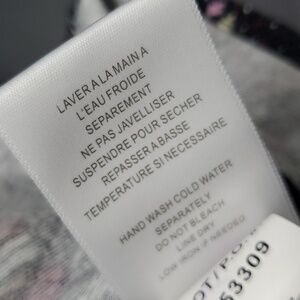 LAVER A LA MAIN A
L'EAU FROIDE
SEPAREMENT
NE PAS JAVELLISER
SUSPENDRE POUR SECHER
REPASSER A BASSE
TEMPERATURE SI NECESSAIRE
HAND WASH COLD WATER
SEPARATELY
DO NOT BLEACH
LINE DRY
LOW IRON IF NEEDED
53309